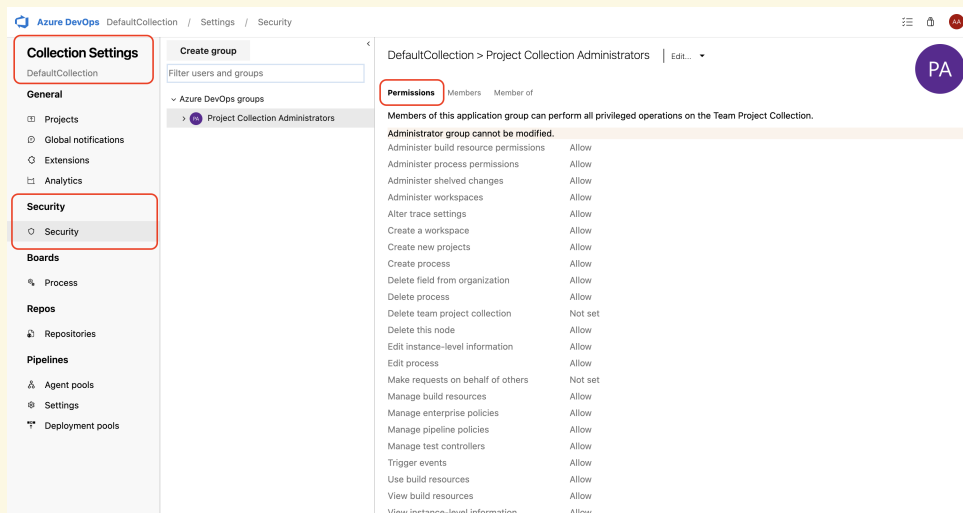 Azure DevOps DefaultCollection / Settings / Security
AA
Collection Settings
DefaultCollection
General
Projects
Global notifications
Extensions
Analytics
Security
Security
Boards
Process
Repos
Repositories
Pipelines
Agent pools
Settings
Deployment pools
Create group
Filter users and groups
Azure DevOps groups
PA Project Collection Administrators
DefaultCollection > Project Collection Administrators Edit...
PA
Permissions Members Member of
Members of this application group can perform all privileged operations on the Team Project Collection.
Administrator group cannot be modified.
Administer build resource permissions Allow
Administer process permissions Allow
Administer shelved changes Allow
Administer workspaces Allow
Alter trace settings Allow
Create a workspace Allow
Create new projects Allow
Create process Allow
Delete field from organization Allow
Delete process Allow
Delete team project collection Not set
Delete this node Allow
Edit instance-level information Allow
Edit process Allow
Make requests on behalf of others Not set
Manage build resources Allow
Manage enterprise policies Allow
Manage pipeline policies Allow
Manage test controllers Allow
Trigger events Allow
Use build resources Allow
View build resources Allow
View instance-level information Allow